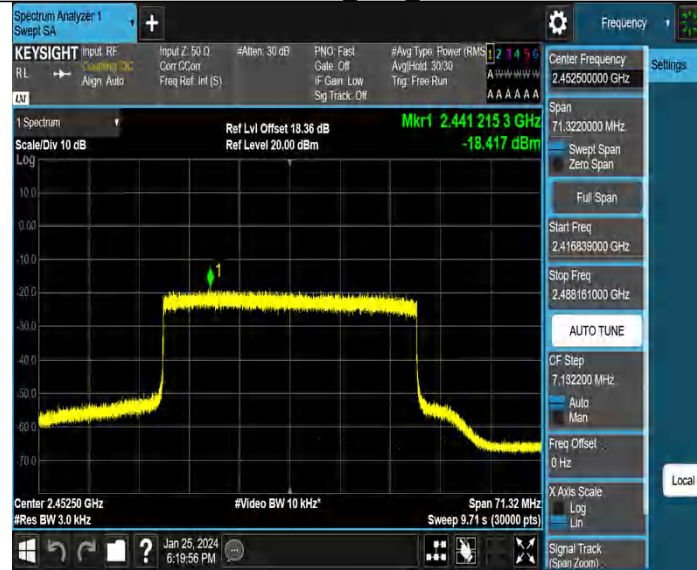 Spectrum Analyzer 1
Swept SA
+
Frequency
KEYSIGHT
RL
Input: RF
Coupling: DC
Align: Auto
Input Z: 50 Ω
Corr CCorr
Freq Ref: Int (S)
#Atten: 30 dB
PNO: Fast
Gate: Off
IF Gain: Low
Sig Track: Off
#Avg Type: Power (RMS
Avg|Hold: 30/30
Trig: Free Run
1 2 3 4 5 6
A W W W W W
A A A A A A
LXI
1 Spectrum
Scale/Div 10 dB
Log
Ref Lvl Offset 18.36 dB
Ref Level 20.00 dBm
Mkr1 2.441 215 3 GHz
-18.417 dBm
10.0
0.00
-10.0
-20.0
-30.0
-40.0
-50.0
-60.0
-70.0
1
Center 2.45250 GHz
#Res BW 3.0 kHz
#Video BW 10 kHz*
Span 71.32 MHz
Sweep 9.71 s (30000 pts)
Center Frequency
2.452500000 GHz
Span
71.3220000 MHz
Swept Span
Zero Span
Full Span
Start Freq
2.416839000 GHz
Stop Freq
2.488161000 GHz
AUTO TUNE
CF Step
7.132200 MHz
Auto
Man
Freq Offset
0 Hz
X Axis Scale
Log
Lin
Signal Track
(Span Zoom)
Settings
Local
?
Jan 25, 2024
6:19:56 PM